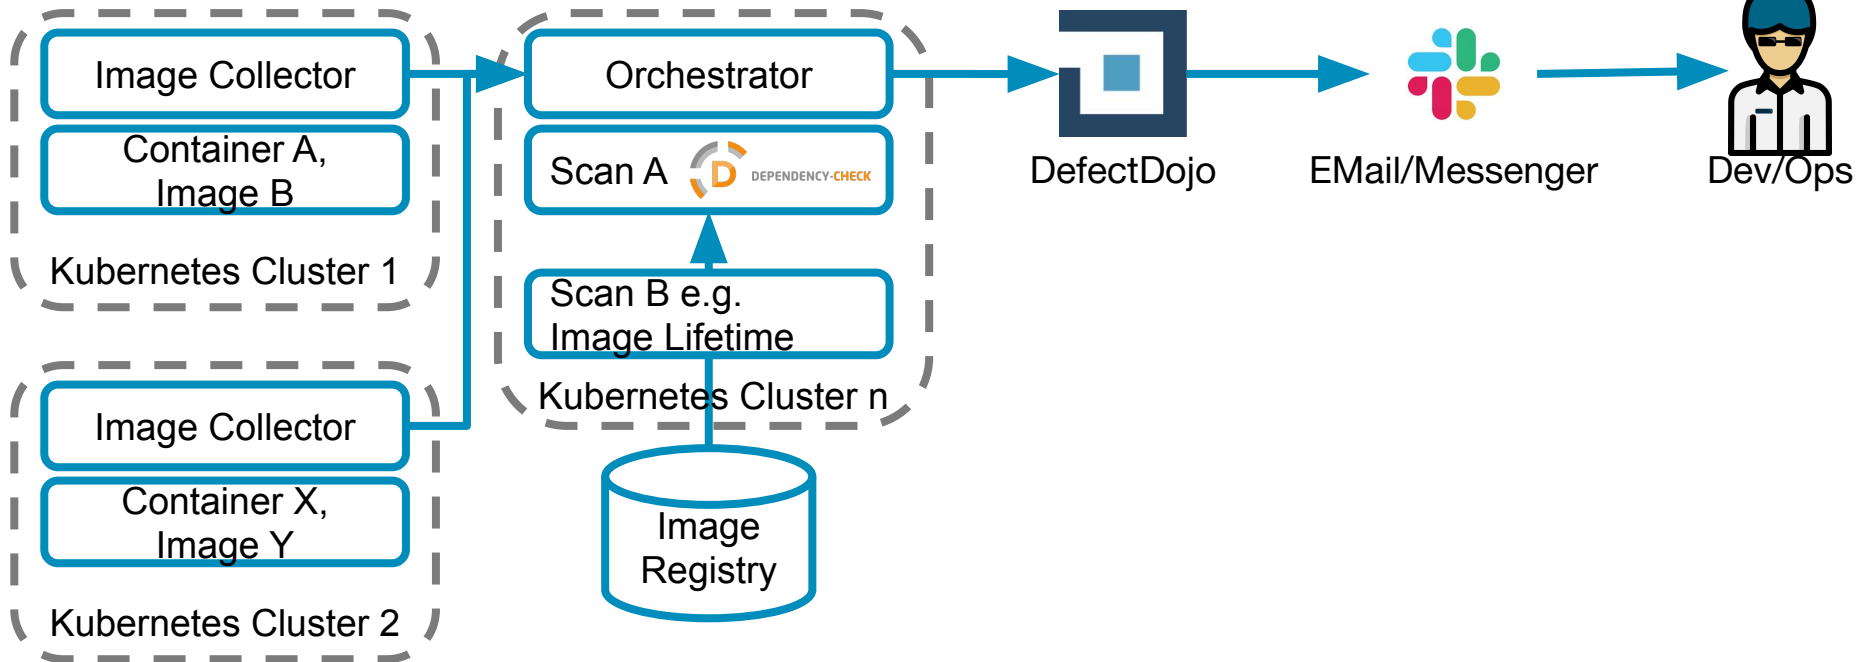 Image Collector
Container A,
Image B
Kubernetes Cluster 1
Image Collector
Container X,
Image Y
Kubernetes Cluster 2
Orchestrator
Scan A
DEPENDENCY-CHECK
Scan B e.g.
Image Lifetime
Kubernetes Cluster n
Image
Registry
DefectDojo
EMail/Messenger
Dev/Ops